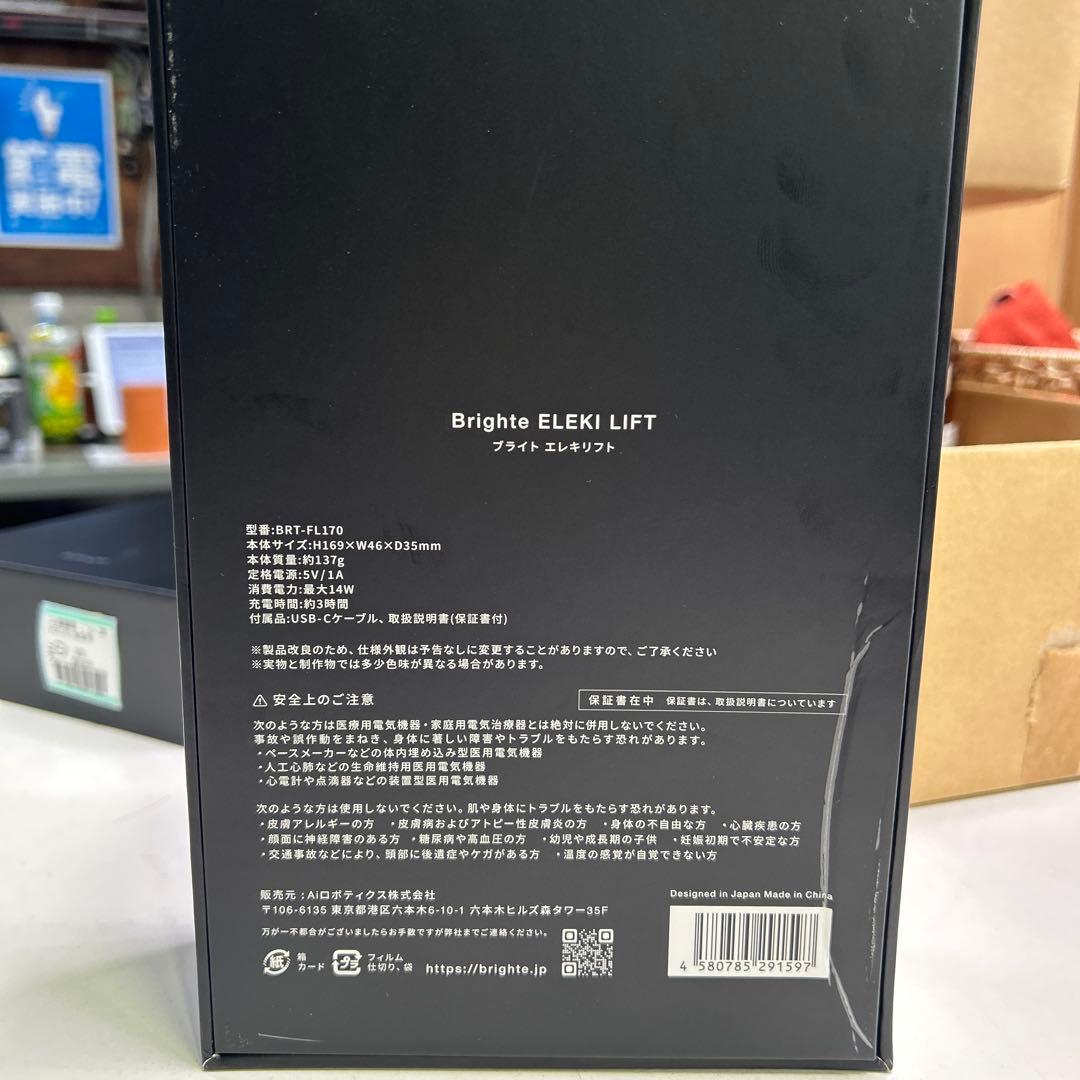 節電
実施中!
Brighte ELEKI LIFT
ブライト エレキリフト
型番:BRT-FL170
本体サイズ:H169×W46×D35mm
本体質量:約137g
定格電源:5V/1A
消費電力:最大14W
充電時間:約3時間
付属品:USB-Cケーブル、取扱説明書(保証書付)
※製品改良のため、仕様外観は予告なしに変更することがありますので、ご了承ください
※実物と制作物では多少色味が異なる場合があります。
⚠ 安全上のご注意
保証書在中 保証書は、取扱説明書についています
次のような方は医療用電気機器・家庭用電気治療器とは絶対に併用しないでください。
事故や誤作動をまねき、身体に著しい障害やトラブルをもたらす恐れがあります。
・ペースメーカーなどの体内埋め込み型医用電気機器
・人工心肺などの生命維持用医用電気機器
・心電計や点滴器などの装着型医用電気機器
次のような方は使用しないでください。肌や身体にトラブルをもたらす恐れがあります。
・皮膚アレルギーの方 ・皮膚病およびアトピー性皮膚炎の方 ・身体の不自由な方 ・心臓疾患の方
・顔面に神経障害のある方 ・糖尿病や高血圧の方 ・幼児や成長期の子供 ・妊娠初期で不安定な方
・交通事故などにより、頭部に後遺症やケガがある方 ・温度の感覚が自覚できない方
販売元:Aiロボティクス株式会社
〒106-6135 東京都港区六本木6-10-1 六本木ヒルズ森タワー35F
万が一不都合がございましたらお手数ですが弊社までご連絡ください。
紙 箱
カード
プラ フィルム
仕切り、袋
https://brighte.jp
Designed in Japan Made in China
4 580785 291597